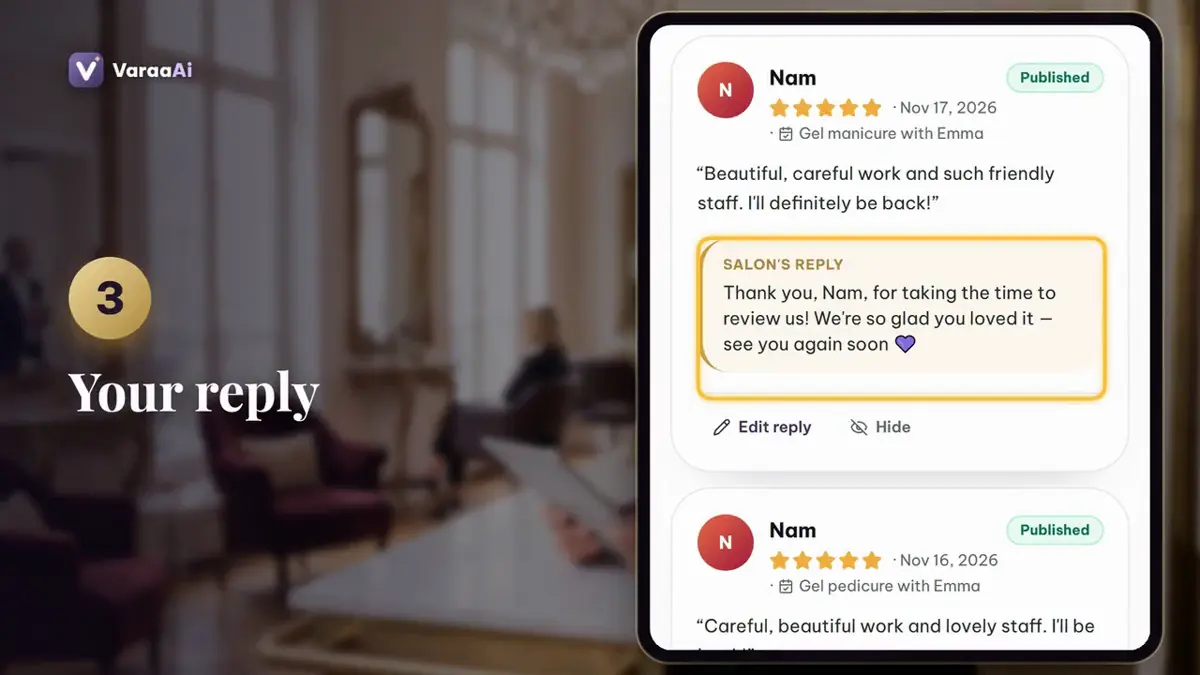 VaraaAi
3
Your reply
N
Nam
Published
· Nov 17, 2026
· Gel manicure with Emma
“Beautiful, careful work and such friendly
staff. I'll definitely be back!”
SALON'S REPLY
Thank you, Nam, for taking the time to
review us! We're so glad you loved it —
see you again soon 💜
Edit reply
Hide
N
Nam
Published
· Nov 16, 2026
· Gel pedicure with Emma
“Careful, beautiful work and lovely staff. I'll be